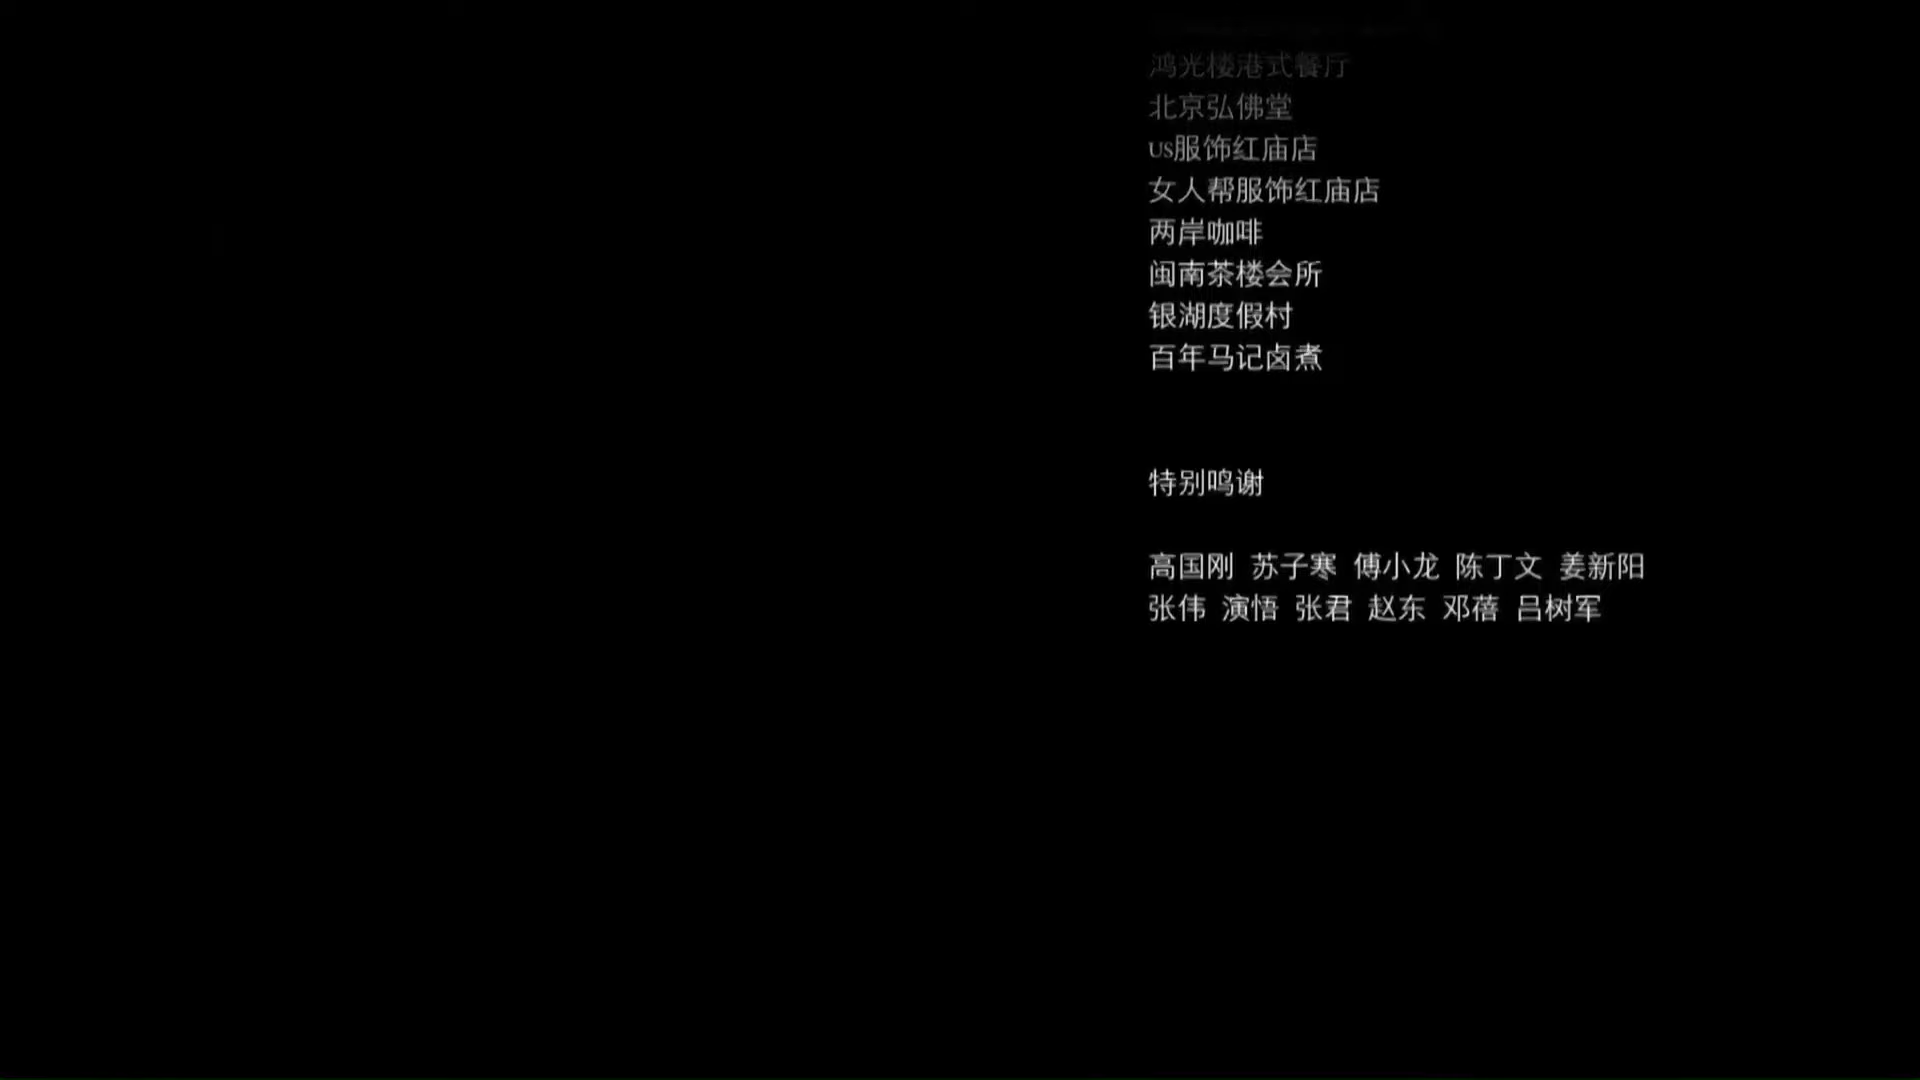 鸿光楼港式餐厅
北京弘佛堂
US服饰红庙店
女人帮服饰红庙店
两岸咖啡
闽南茶楼会所
银湖度假村
百年马记卤煮
特别鸣谢
高国刚 苏子寒 傅小龙 陈丁文 姜新阳
张伟 演悟 张君 赵东 邓蓓 吕树军